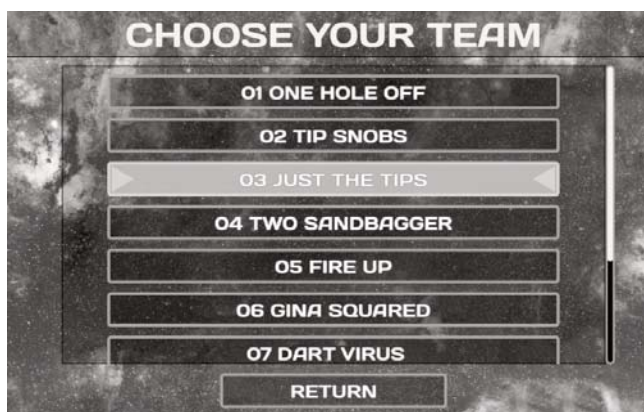 CHOOSE YOUR TEAM
01 ONE HOLE OFF
02 TIP SNOBS
03 JUST THE TIPS
04 TWO SANDBAGGER
05 FIRE UP
06 GINA SQUARED
07 DART VIRUS
RETURN